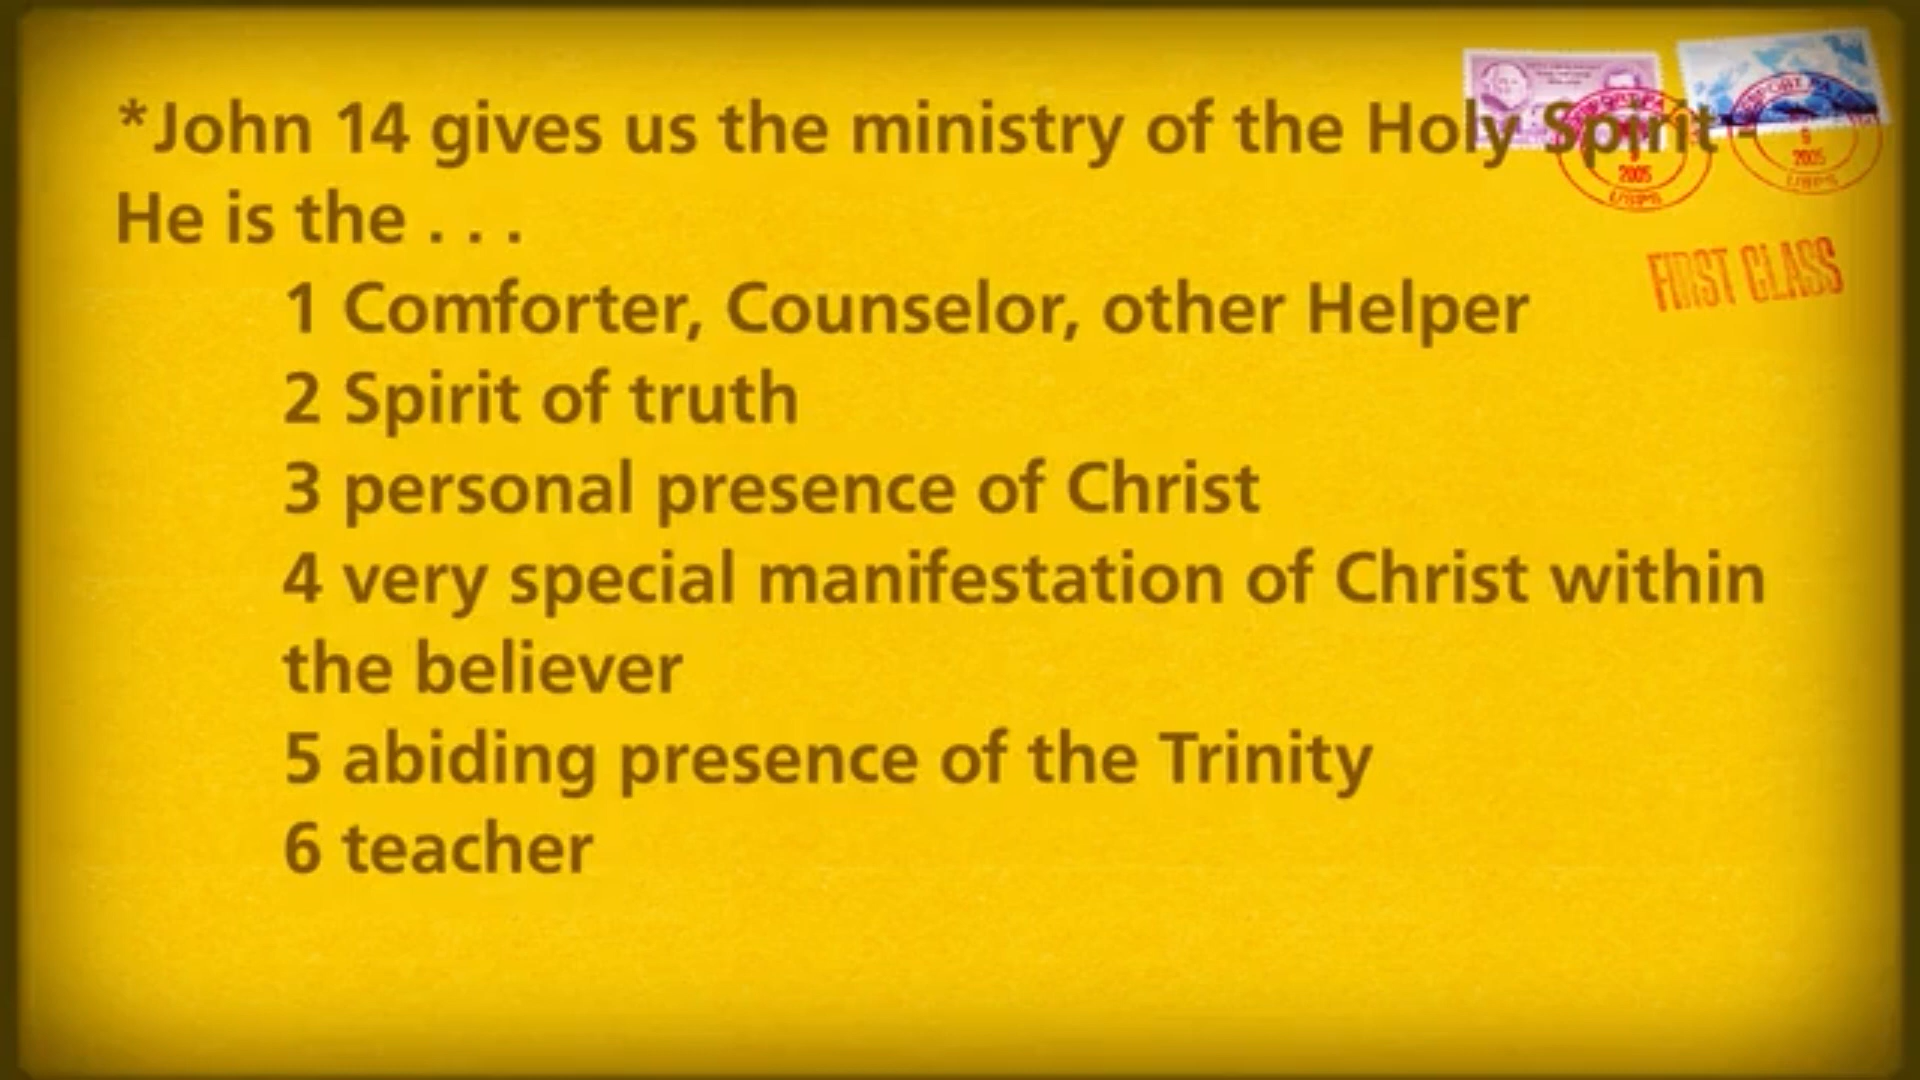 *John 14 gives us the ministry of the Holy Spirit -
He is the . . .
1 Comforter, Counselor, other Helper
2 Spirit of truth
3 personal presence of Christ
4 very special manifestation of Christ within
the believer
5 abiding presence of the Trinity
6 teacher
2005
USPS
2005
USPS
FIRST CLASS